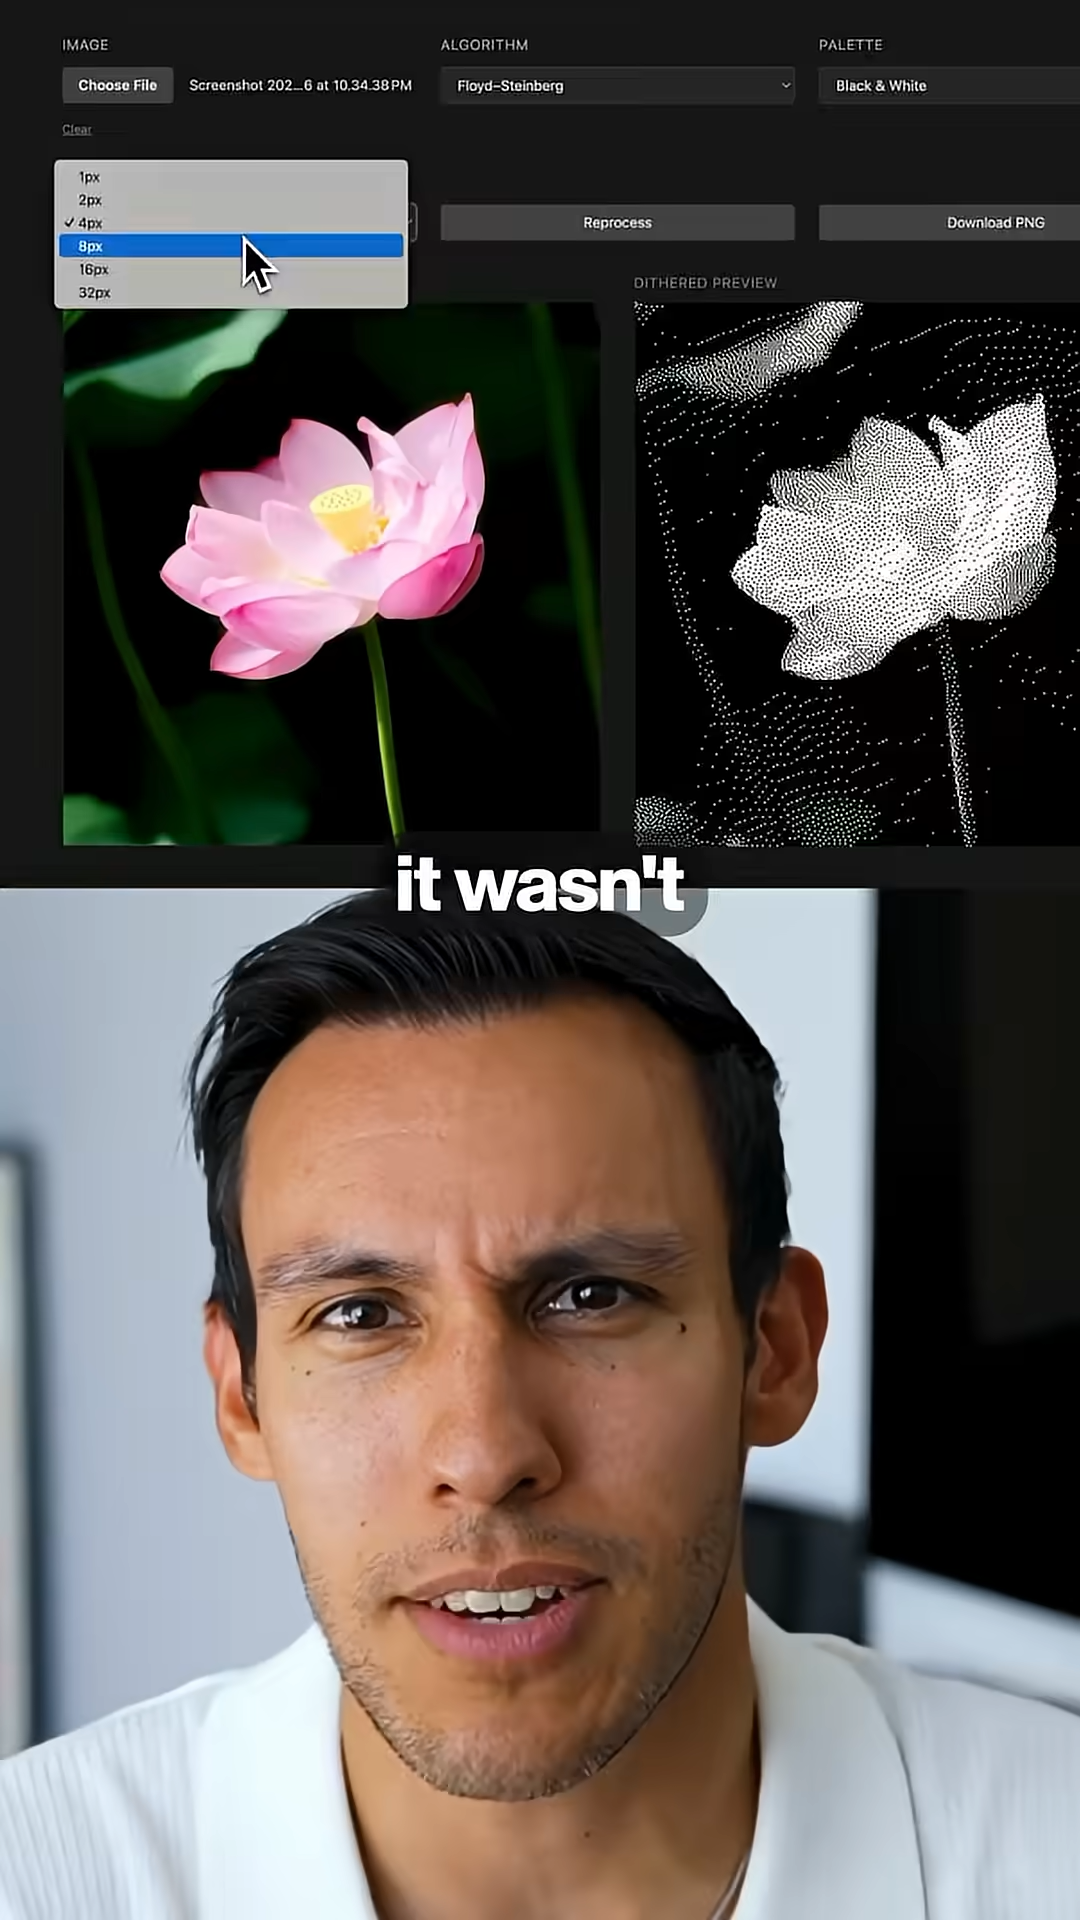 IMAGE
ALGORITHM
PALETTE
Choose File
Screenshot 202...6 at 10.34.38 PM
Floyd-Steinberg
Black & White
Clear
1px
2px
✓ 4px
8px
16px
32px
Reprocess
Download PNG
DITHERED PREVIEW
it wasn't